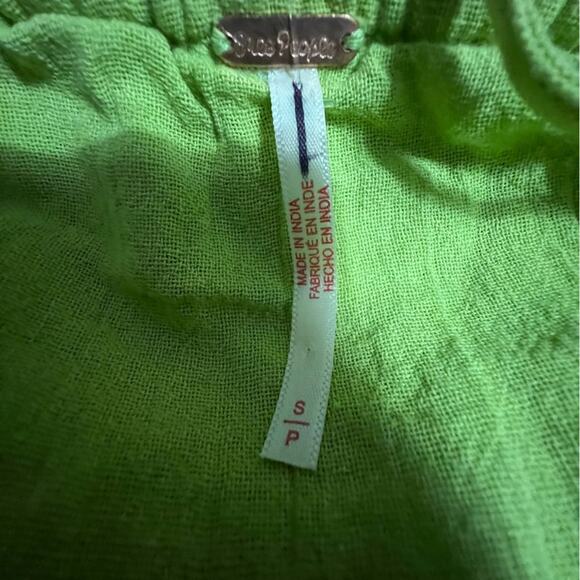 Free People
MADE IN INDIA
FABRIQUÉ EN INDE
HECHO EN INDIA
S | P